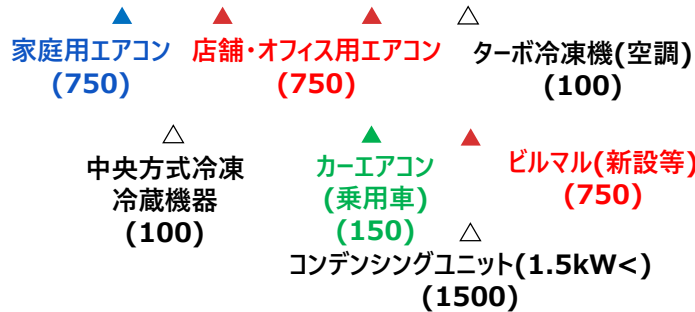 ▲ ▲ ▲ △
家庭用エアコン 店舗・オフィス用エアコン ターボ冷凍機(空調)
(750) (750) (100)
△ ▲ ▲
中央方式冷凍
冷蔵機器
(100)
カーエアコン
(乗用車)
(150)
ビルマル(新設等)
(750)
△
コンデンシングユニット(1.5kW<)
(1500)